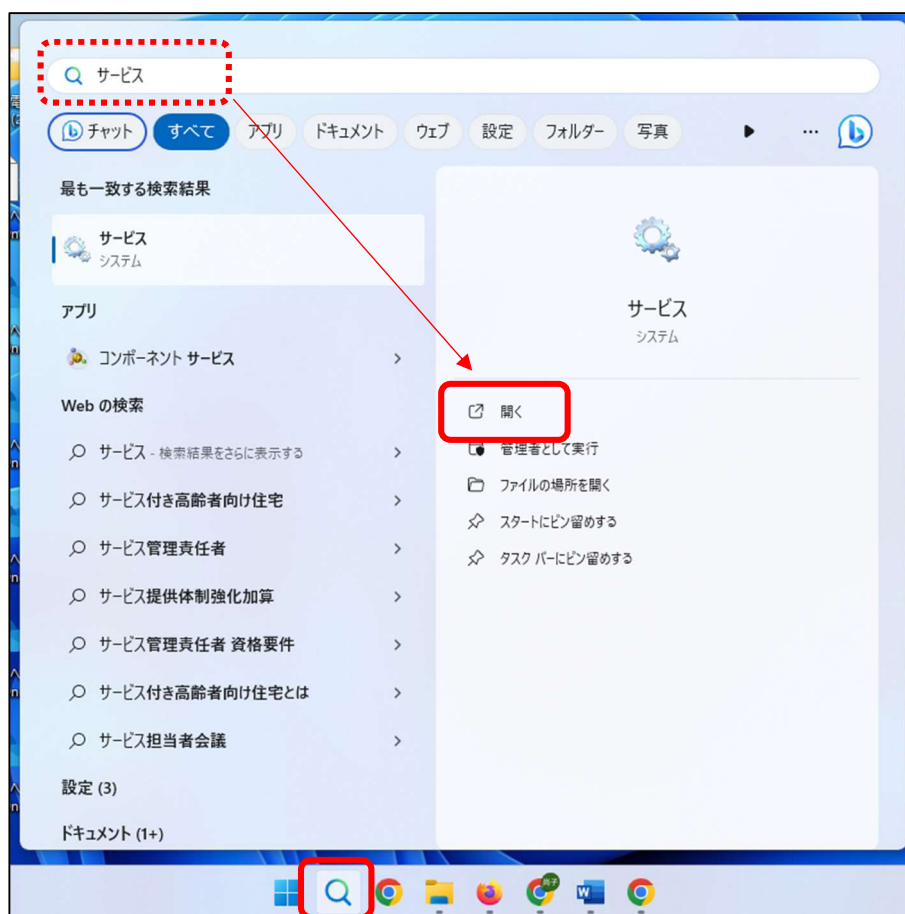 サービス
チャット すべて アプリ ドキュメント ウェブ 設定 フォルダー 写真 ▶ …
最も一致する検索結果
サービス
システム
アプリ
コンポーネント サービス
Web の検索
サービス - 検索結果をさらに表示する
サービス付き高齢者向け住宅
サービス管理責任者
サービス提供体制強化加算
サービス管理責任者 資格要件
サービス付き高齢者向け住宅とは
サービス担当者会議
設定 (3)
ドキュメント (1+)
サービス
システム
開く
管理者として実行
ファイルの場所を開く
スタートにピン留めする
タスク バーにピン留めする